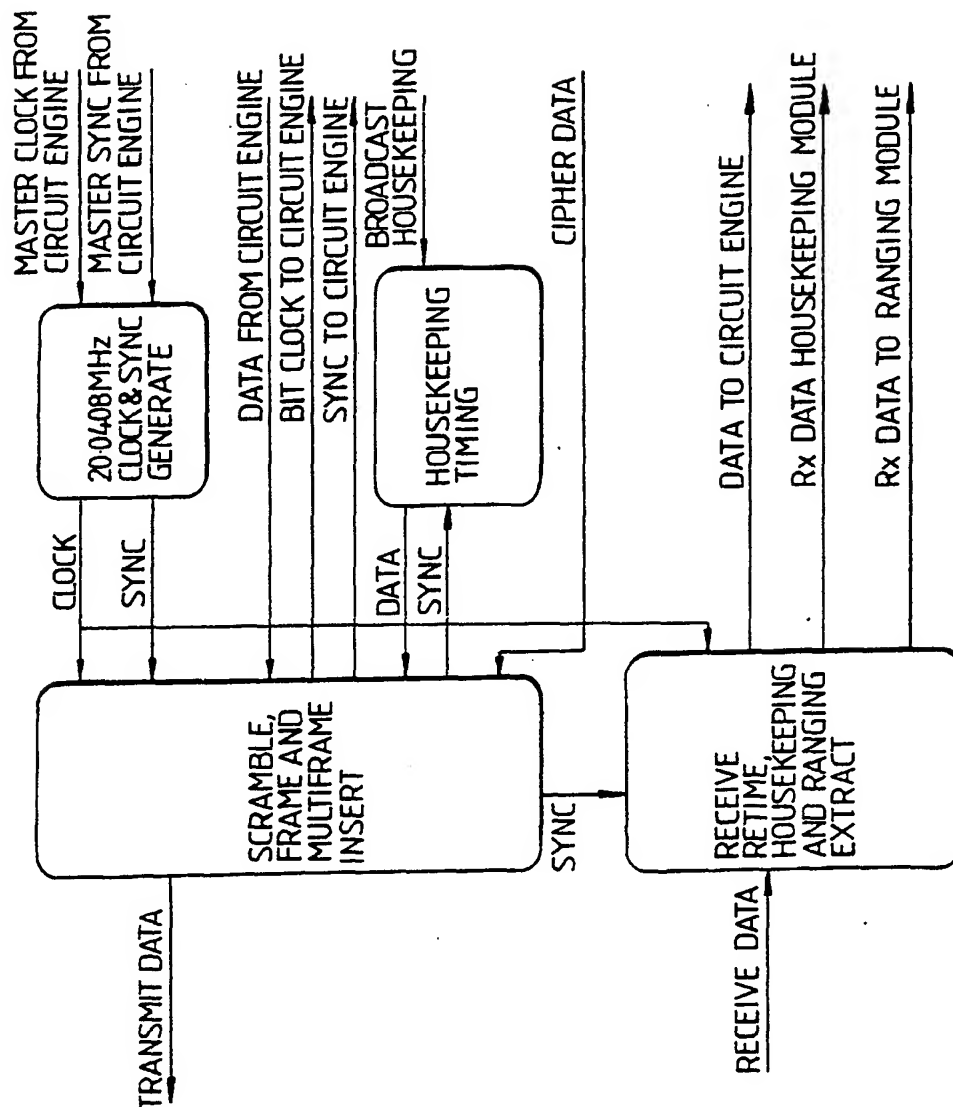 MASTER CLOCK FROM
CIRCUIT ENGINE
MASTER SYNC FROM
CIRCUIT ENGINE
20·0408MHz
CLOCK & SYNC
GENERATE
CLOCK
SYNC
DATA FROM CIRCUIT ENGINE
BIT CLOCK TO CIRCUIT ENGINE
SYNC TO CIRCUIT ENGINE
BROADCAST
HOUSEKEEPING
HOUSEKEEPING
TIMING
DATA
SYNC
CIPHER DATA
SCRAMBLE,
FRAME AND
MULTIFRAME
INSERT
TRANSMIT DATA
SYNC
RECEIVE
RETIME,
HOUSEKEEPING
AND RANGING
EXTRACT
RECEIVE DATA
DATA TO CIRCUIT ENGINE
Rx DATA HOUSEKEEPING MODULE
Rx DATA TO RANGING MODULE